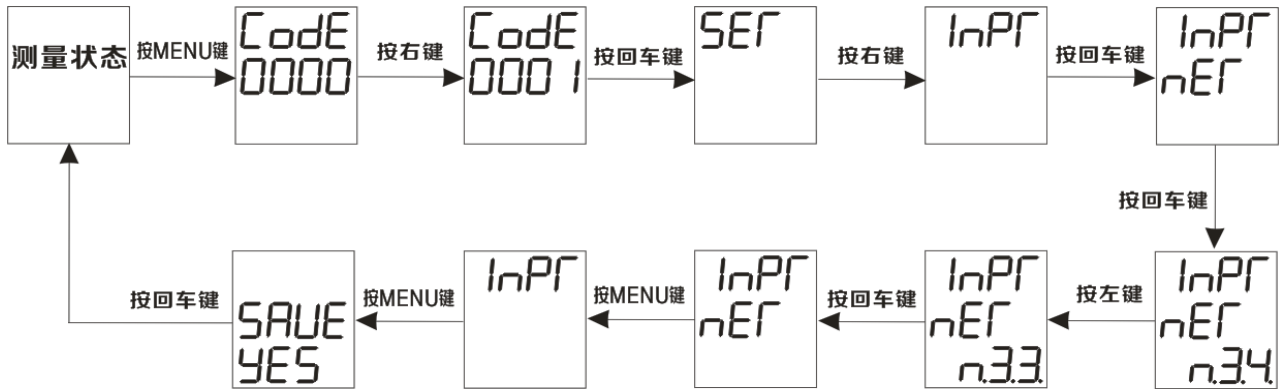 测量状态
按MENU键
CodE
0000
按右键
CodE
0001
按回车键
SET
按右键
InPT
按回车键
InPT
nET
按回车键
InPT
nET
n.3.4.
按左键
InPT
nET
n.3.3.
按回车键
InPT
nET
按MENU键
InPT
按MENU键
SAVE
YES
按回车键